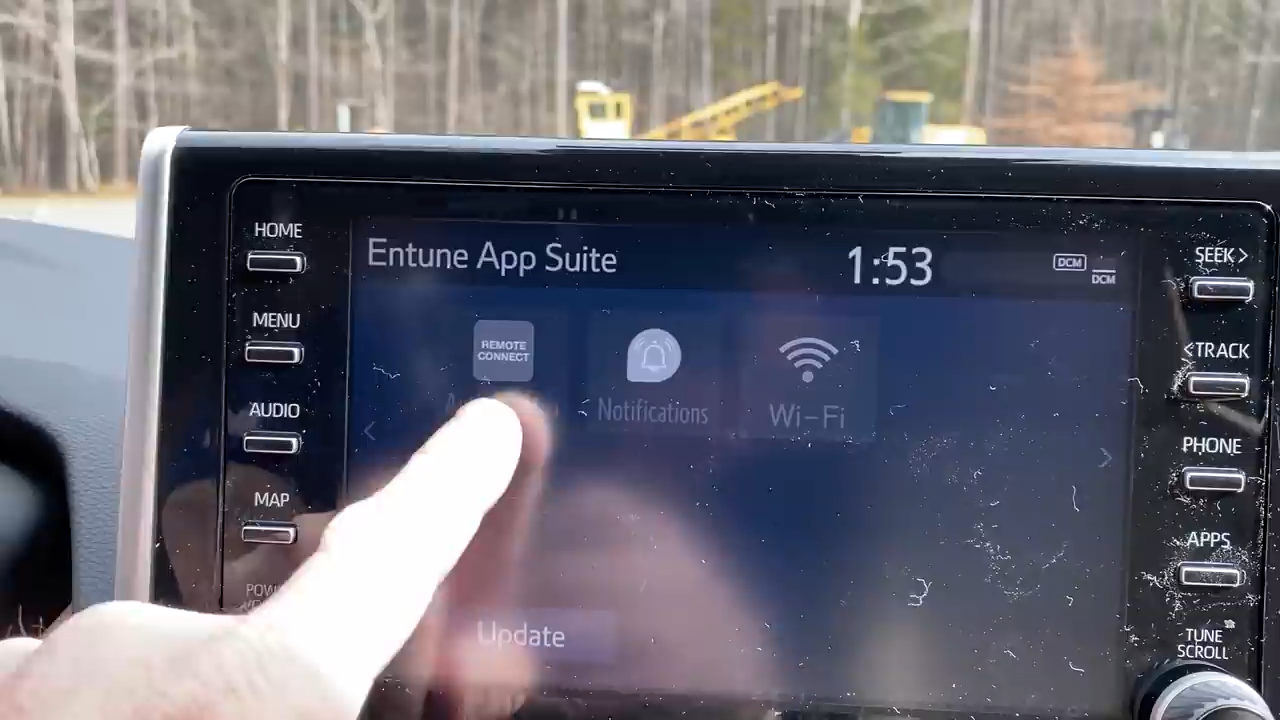 HOME
MENU
AUDIO
MAP
Entune App Suite
1:53
DCM
DCM
REMOTE
CONNECT
Notifications
Wi-Fi
Update
SEEK>
<TRACK
PHONE
APPS
TUNE
SCROLL